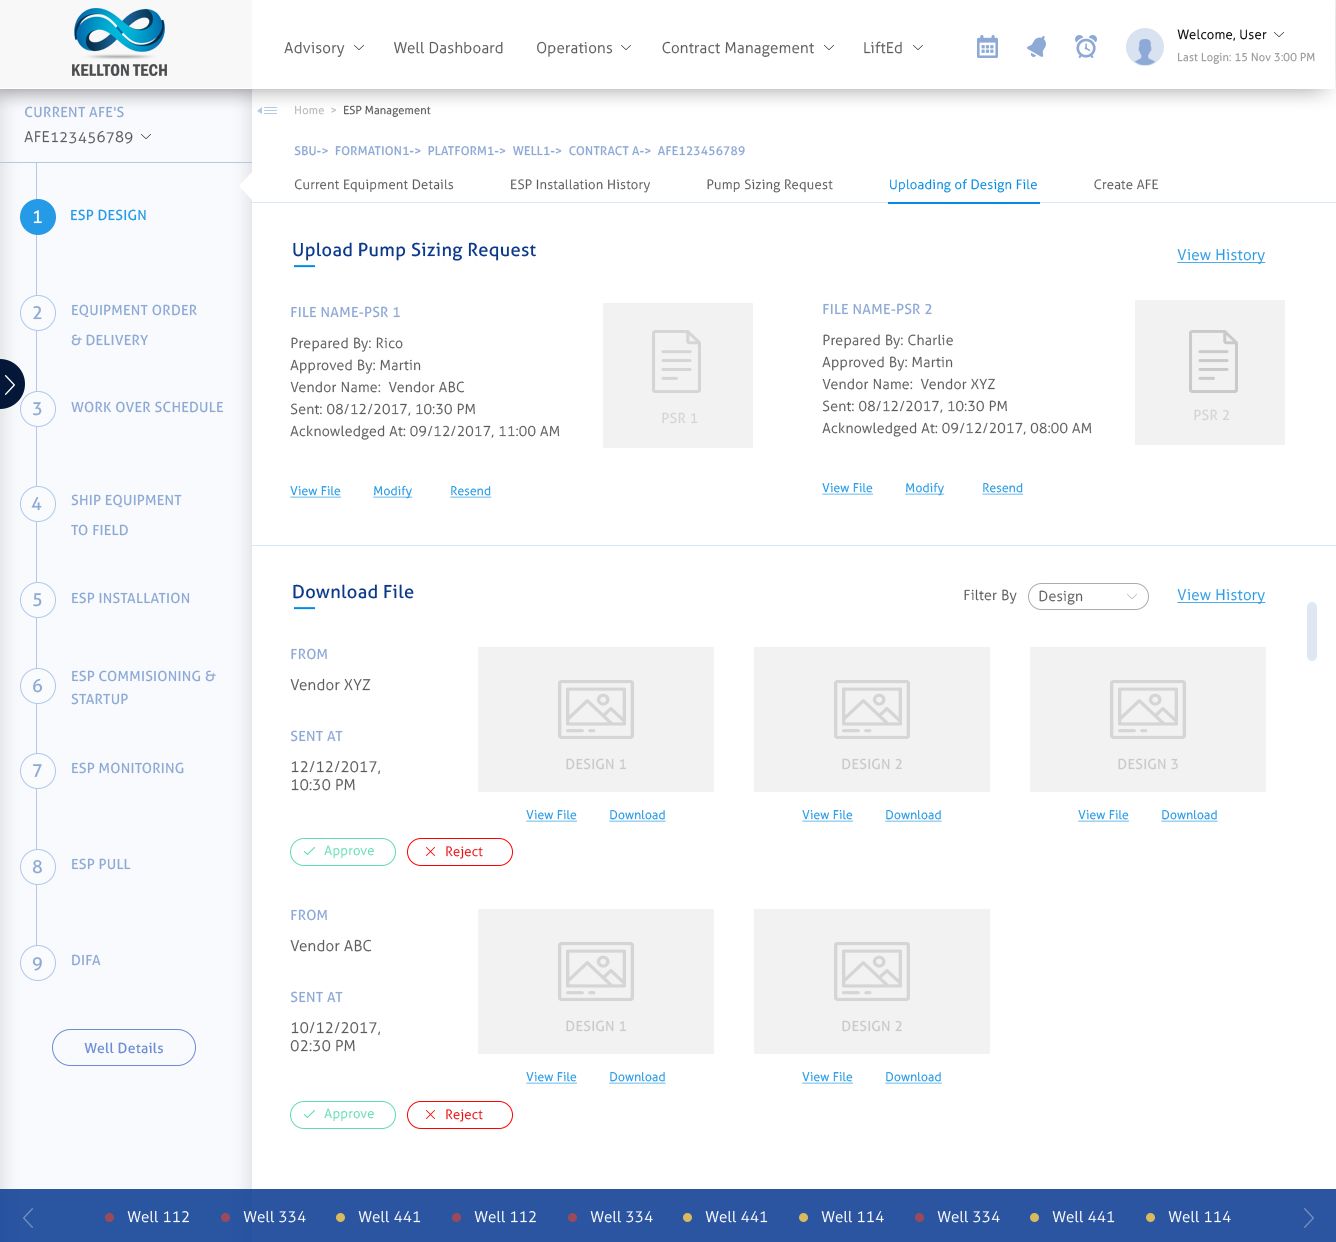 KELLTON TECH
Advisory
Well Dashboard
Operations
Contract Management
LiftEd
Welcome, User
Last Login: 15 Nov 3:00 PM
CURRENT AFE'S
AFE123456789
1 ESP DESIGN
2 EQUIPMENT ORDER
& DELIVERY
3 WORK OVER SCHEDULE
4 SHIP EQUIPMENT
TO FIELD
5 ESP INSTALLATION
6 ESP COMMISIONING &
STARTUP
7 ESP MONITORING
8 ESP PULL
9 DIFA
Well Details
Home > ESP Management
SBU-> FORMATION1-> PLATFORM1-> WELL1-> CONTRACT A-> AFE123456789
Current Equipment Details
ESP Installation History
Pump Sizing Request
Uploading of Design File
Create AFE
Upload Pump Sizing Request
View History
FILE NAME-PSR 1
Prepared By: Rico
Approved By: Martin
Vendor Name: Vendor ABC
Sent: 08/12/2017, 10:30 PM
Acknowledged At: 09/12/2017, 11:00 AM
PSR 1
View File Modify Resend
FILE NAME-PSR 2
Prepared By: Charlie
Approved By: Martin
Vendor Name: Vendor XYZ
Sent: 08/12/2017, 10:30 PM
Acknowledged At: 09/12/2017, 08:00 AM
PSR 2
View File Modify Resend
Download File
Filter By Design
View History
FROM
Vendor XYZ
SENT AT
12/12/2017,
10:30 PM
DESIGN 1
View File Download
DESIGN 2
View File Download
DESIGN 3
View File Download
Approve
Reject
FROM
Vendor ABC
SENT AT
10/12/2017,
02:30 PM
DESIGN 1
View File Download
DESIGN 2
View File Download
Approve
Reject
Well 112 Well 334 Well 441 Well 112 Well 334 Well 441 Well 114 Well 334 Well 441 Well 114